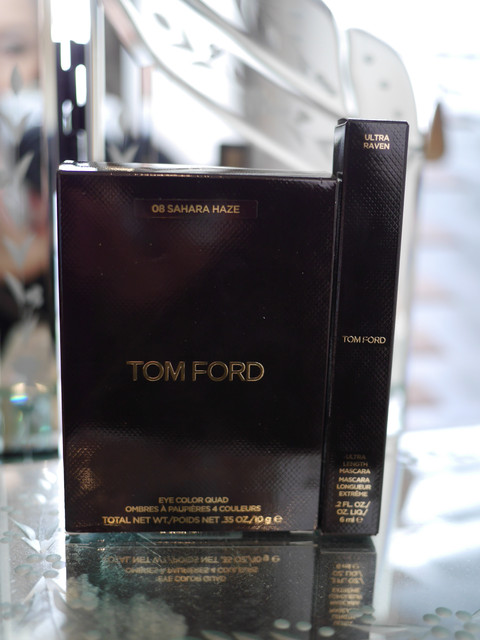 08 SAHARA HAZE
TOM FORD
EYE COLOR QUAD
OMBRES À PAUPIÈRES 4 COULEURS
TOTAL NET WT./POIDS NET .35 OZ./10 g ℮
ULTRA
RAVEN
TOM FORD
ULTRA
LENGTH
MASCARA
MASCARA
LONGUEUR
EXTRÊME
.2 FL. OZ./
OZ. LIQ./
6 ml ℮